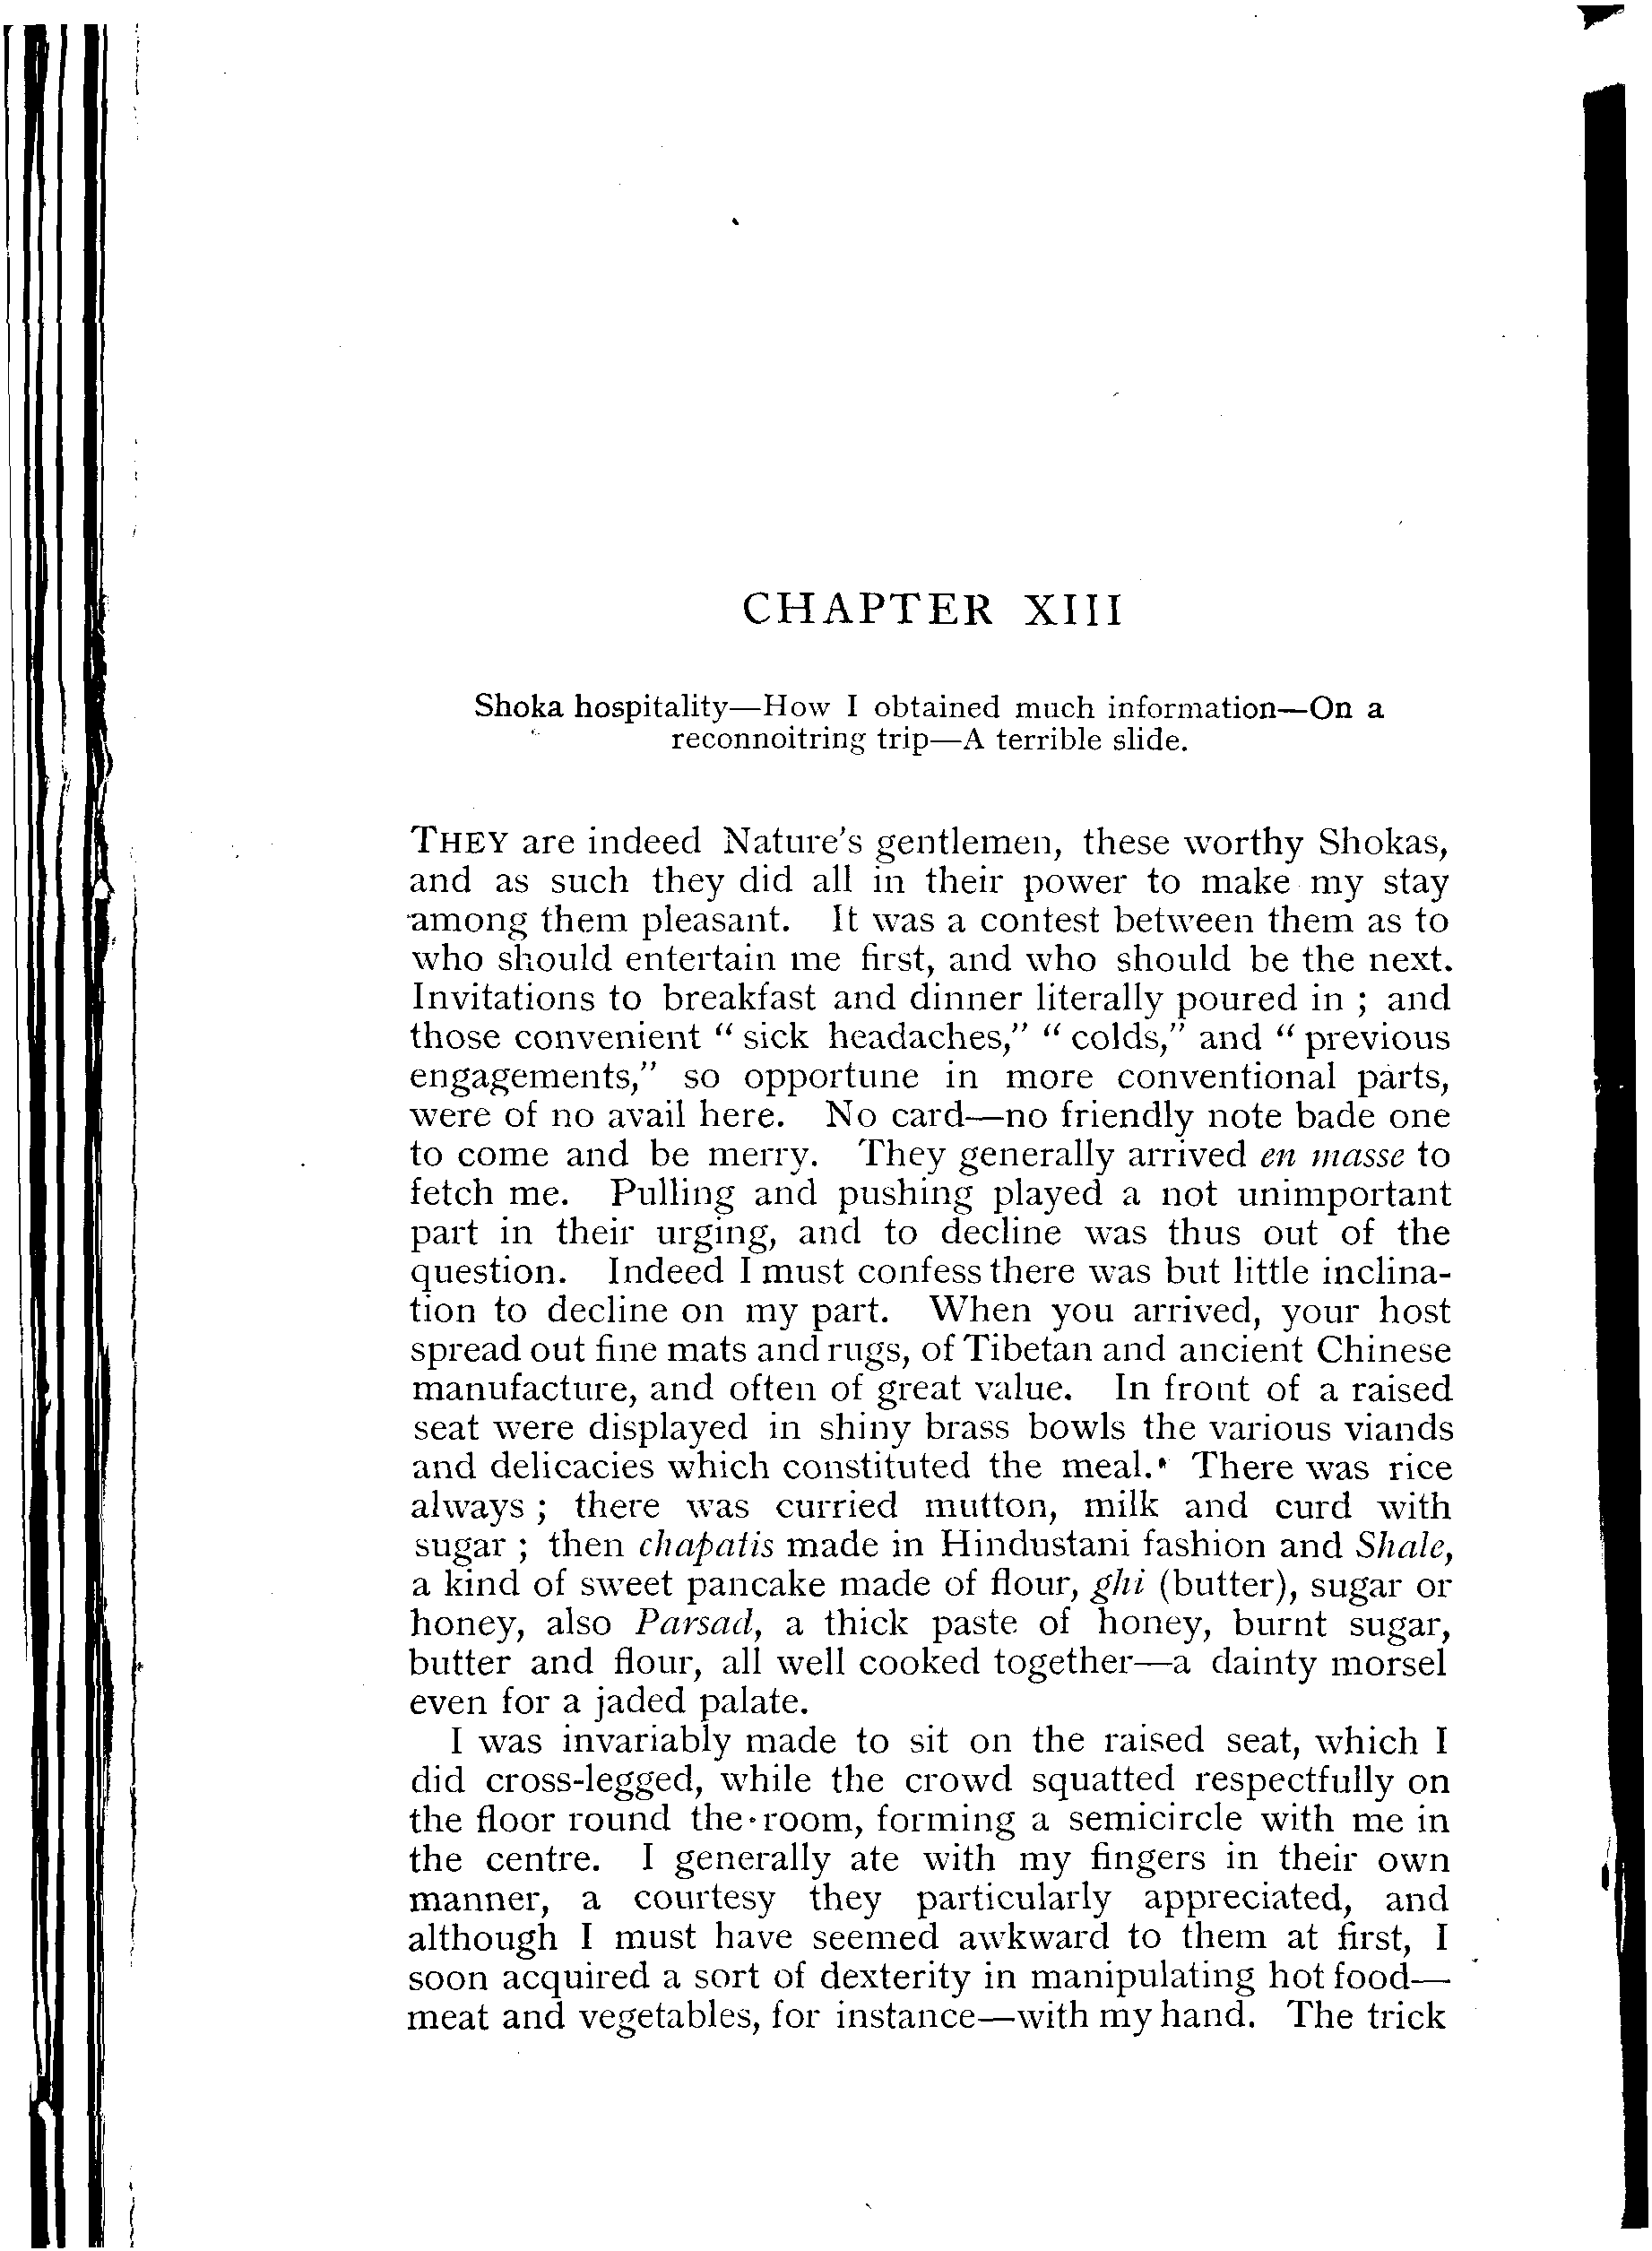 CHAPTER XIII
Shoka hospitality—How I obtained much information—On a
reconnoitring trip—A terrible slide.
THEY are indeed Nature's gentlemen, these worthy Shokas,
and as such they did all in their power to make my stay
among them pleasant. It was a contest between them as to
who should entertain me first, and who should be the next.
Invitations to breakfast and dinner literally poured in ; and
those convenient “ sick headaches,” “ colds,” and “ previous
engagements,” so opportune in more conventional parts,
were of no avail here. No card—no friendly note bade one
to come and be merry. They generally arrived en masse to
fetch me. Pulling and pushing played a not unimportant
part in their urging, and to decline was thus out of the
question. Indeed I must confess there was but little inclina-
tion to decline on my part. When you arrived, your host
spread out fine mats and rugs, of Tibetan and ancient Chinese
manufacture, and often of great value. In front of a raised
seat were displayed in shiny brass bowls the various viands
and delicacies which constituted the meal. There was rice
always ; there was curried mutton, milk and curd with
sugar ; then chapatis made in Hindustani fashion and Shale,
a kind of sweet pancake made of flour, ghi (butter), sugar or
honey, also Parsad, a thick paste of honey, burnt sugar,
butter and flour, all well cooked together—a dainty morsel
even for a jaded palate.
I was invariably made to sit on the raised seat, which I
did cross-legged, while the crowd squatted respectfully on
the floor round the room, forming a semicircle with me in
the centre. I generally ate with my fingers in their own
manner, a courtesy they particularly appreciated, and
although I must have seemed awkward to them at first, I
soon acquired a sort of dexterity in manipulating hot food—
meat and vegetables, for instance—with my hand. The trick